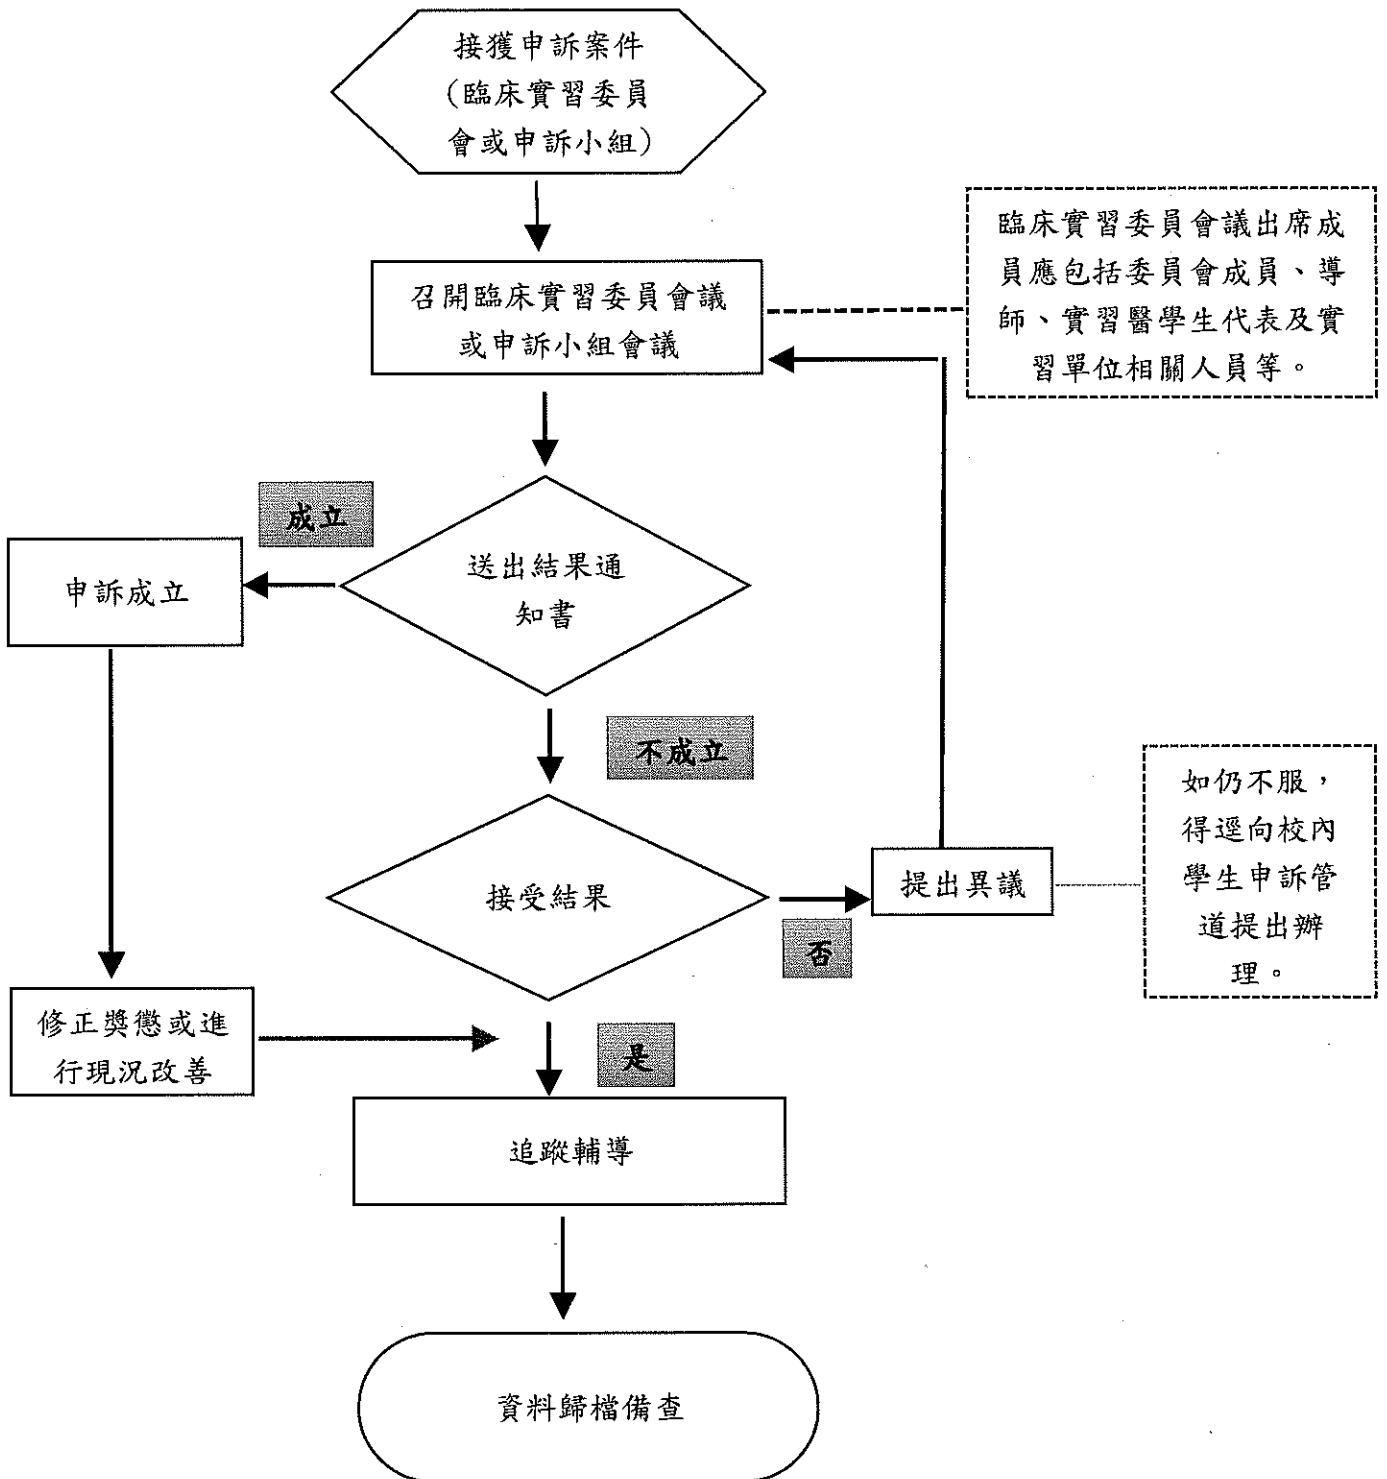 接獲申訴案件
(臨床實習委員
會或申訴小組)
臨床實習委員會議出席成
員應包括委員會成員、導
師、實習醫學生代表及實
習單位相關人員等。
召開臨床實習委員會議
或申訴小組會議
成立
送出結果通
知書
申訴成立
不成立
如仍不服，
得逕向校內
學生申訴管
道提出辦
理。
接受結果
提出異議
否
修正獎懲或進
行現況改善
是
追蹤輔導
資料歸檔備查